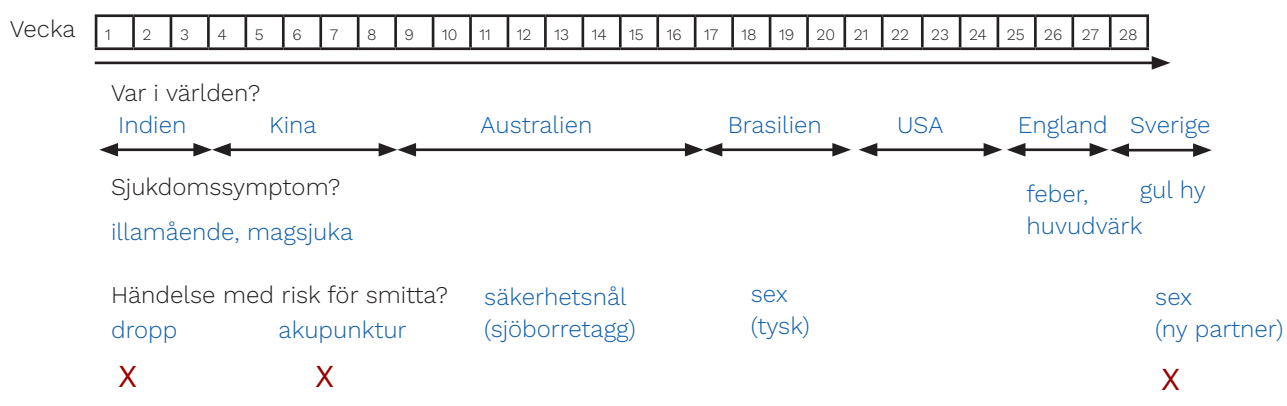 Vecka 1 2 3 4 5 6 7 8 9 10 11 12 13 14 15 16 17 18 19 20 21 22 23 24 25 26 27 28
Var i världen?
Indien Kina Australien Brasilien USA England Sverige
Sjukdomssymptom?
feber, gul hy
huvudvärk
illamående, magsjuka
Händelse med risk för smitta? säkerhetsnål sex sex
dropp akupunktur (sjöborretagg) (tysk) (ny partner)
X X X